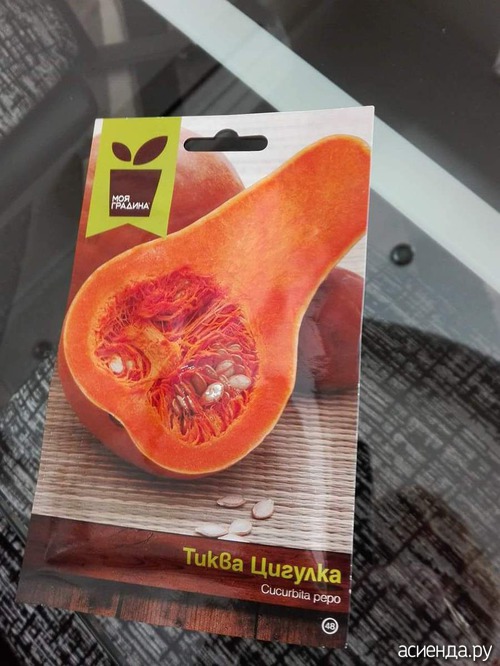 МОЯ
ГРАДИНА
Тиква Цигулка
Cucurbita pepo
48
асиенда.ру